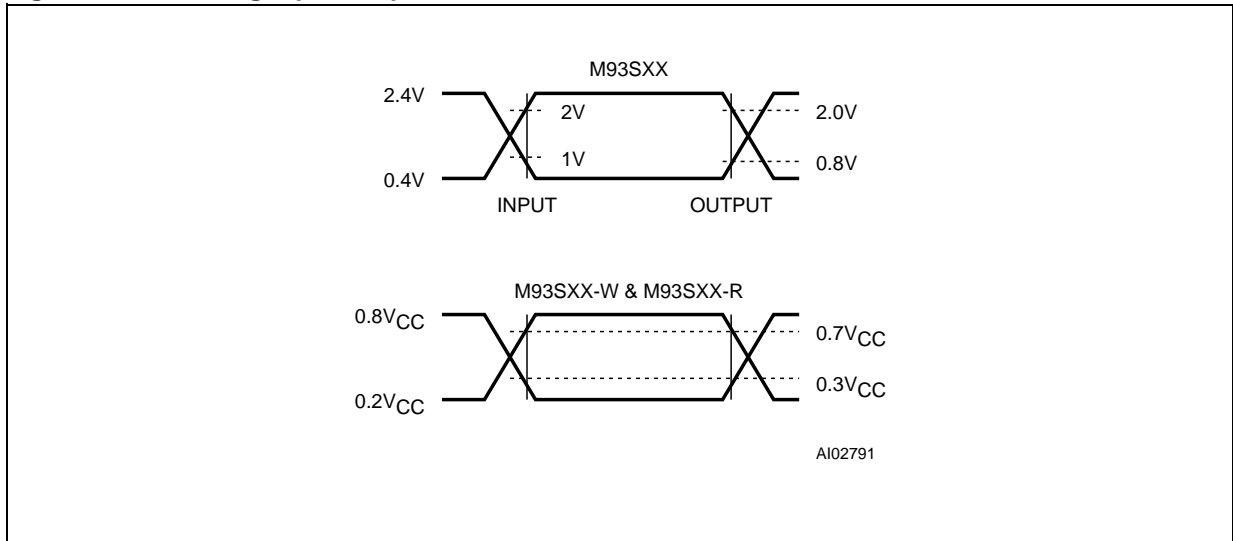 M93SXX
2.4V
2V
2.0V
1V
0.8V
0.4V
INPUT OUTPUT
M93SXX-W & M93SXX-R
0.8VCC
0.7VCC
0.3VCC
0.2VCC
AI02791